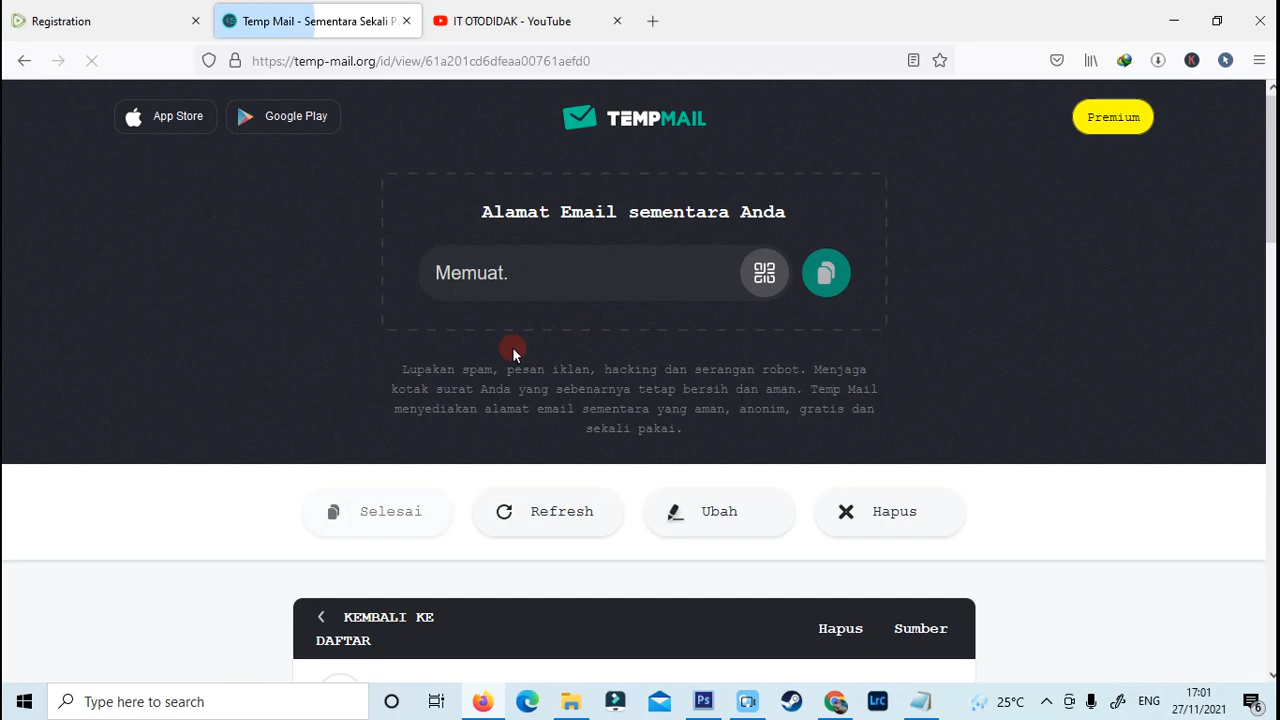 Registration
Temp Mail - Sementara Sekali P
IT OTODIDAK - YouTube
https://temp-mail.org/id/view/61a201cd6dfeaa00761aefd0
App Store
Google Play
TEMPMAIL
Premium
Alamat Email sementara Anda
Memuat.
Lupakan spam, pesan iklan, hacking dan serangan robot. Menjaga
kotak surat Anda yang sebenarnya tetap bersih dan aman. Temp Mail
menyediakan alamat email sementara yang aman, anonim, gratis dan
sekali pakai.
Selesai
Refresh
Ubah
Hapus
KEMBALI KE
DAFTAR
Hapus
Sumber
Type here to search
Ps
Lrc
25°C
ENG
17:01
27/11/2021
6